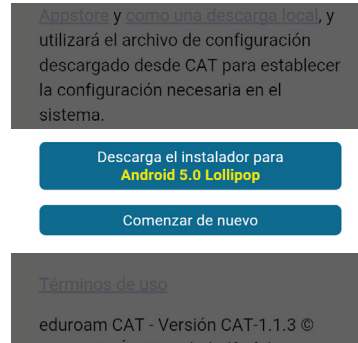 Appstore y como una descarga local, y
utilizará el archivo de configuración
descargado desde CAT para establecer
la configuración necesaria en el
sistema.
Descarga el instalador para
Android 5.0 Lollipop
Comenzar de nuevo
Términos de uso
eduroam CAT - Versión CAT-1.1.3 ©